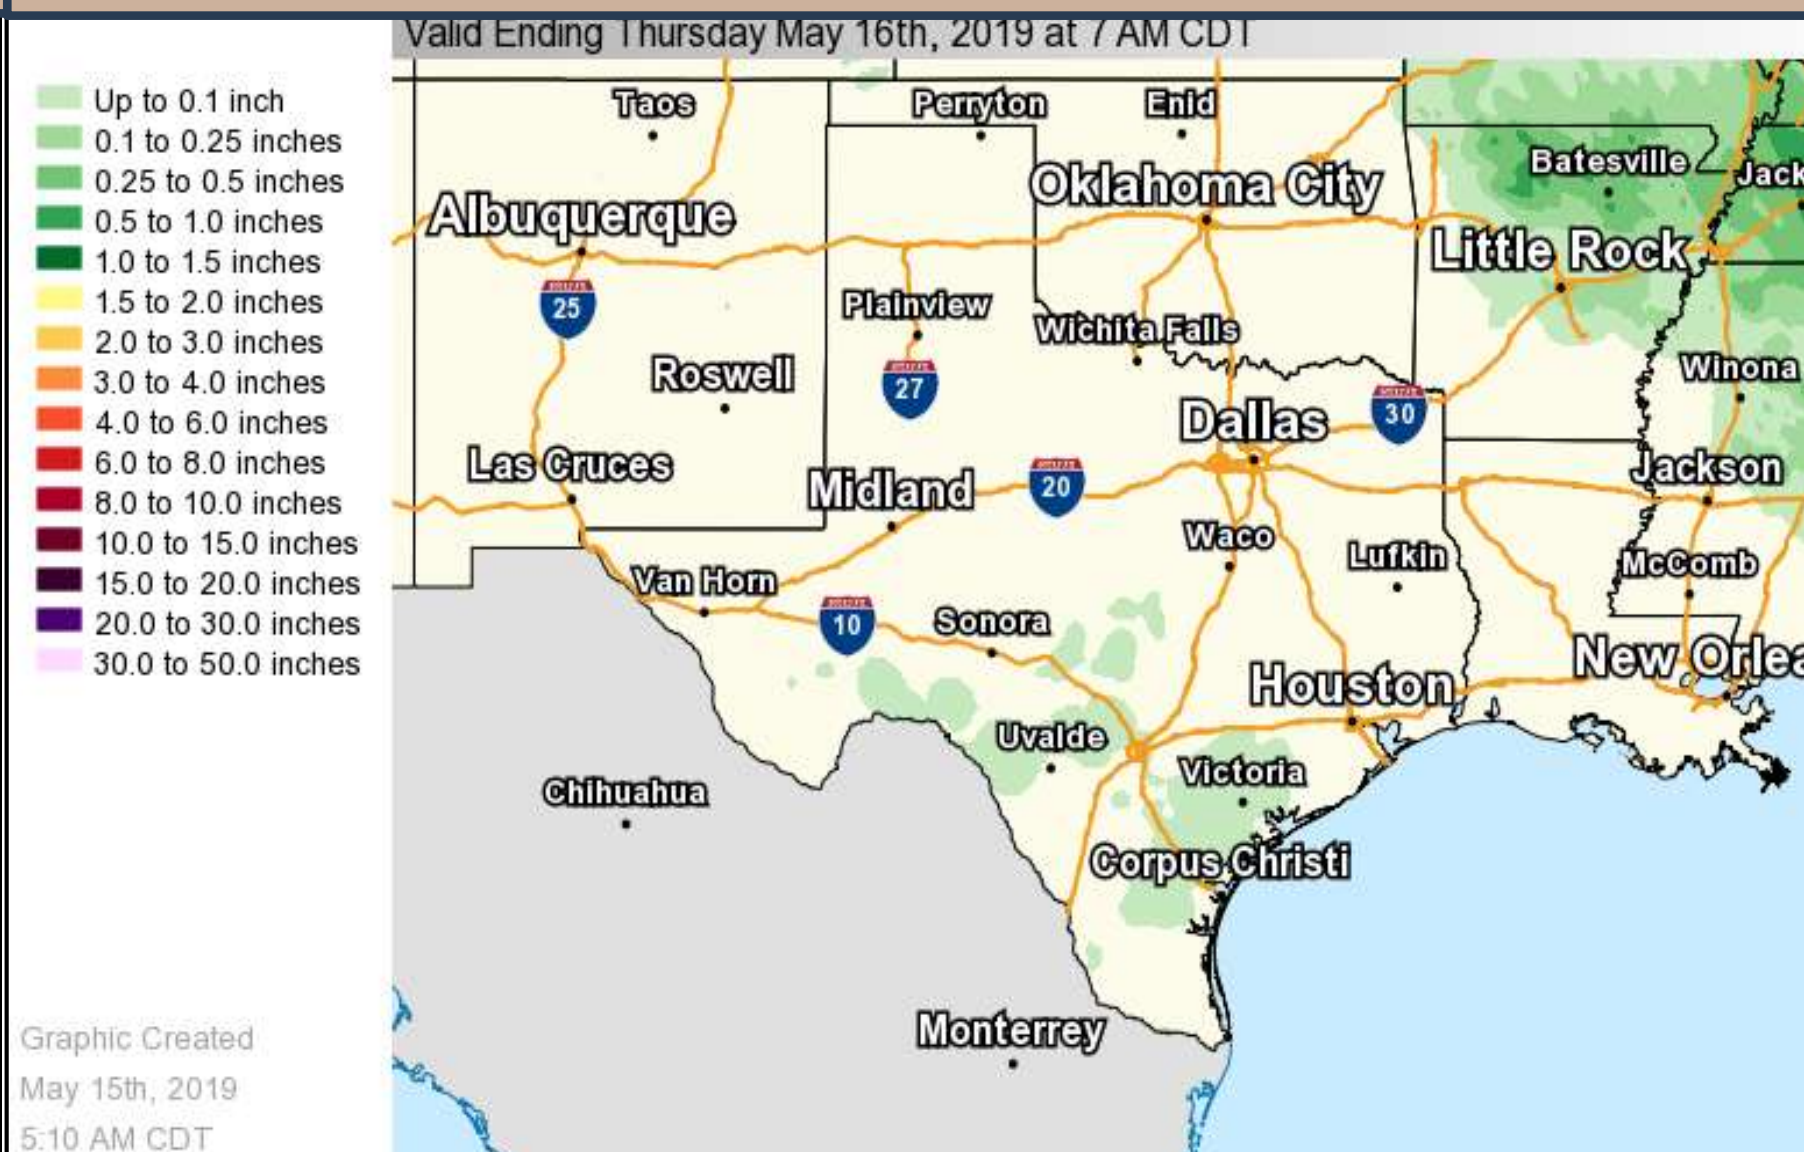 Valid Ending Thursday May 16th, 2019 at 7 AM CDT
Up to 0.1 inch
0.1 to 0.25 inches
0.25 to 0.5 inches
0.5 to 1.0 inches
1.0 to 1.5 inches
1.5 to 2.0 inches
2.0 to 3.0 inches
3.0 to 4.0 inches
4.0 to 6.0 inches
6.0 to 8.0 inches
8.0 to 10.0 inches
10.0 to 15.0 inches
15.0 to 20.0 inches
20.0 to 30.0 inches
30.0 to 50.0 inches
Graphic Created
May 15th, 2019
5:10 AM CDT
Taos
Perryton
Enid
Batesville
Jack
Oklahoma City
Albuquerque
Little Rock
25
Plainview
Wichita Falls
Winona
Roswell
27
30
Dallas
Las Cruces
Jackson
Midland
20
Waco
Lufkin
McComb
Van Horn
10
Sonora
New Orlea
Houston
Uvalde
Victoria
Chihuahua
Corpus Christi
Monterrey